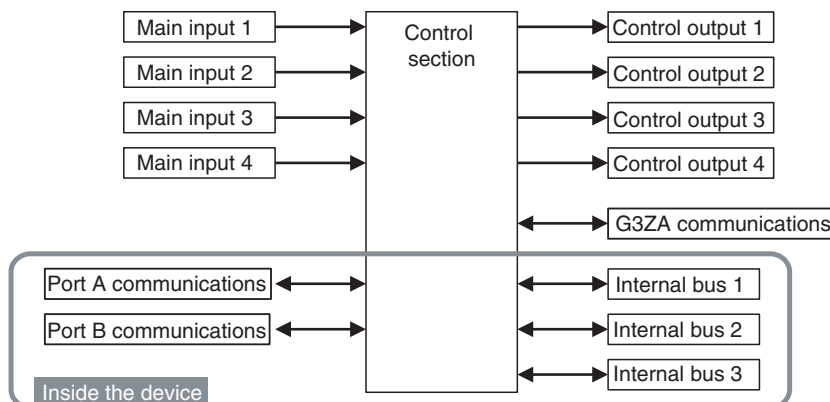 Main input 1
Control
section
Control output 1
Main input 2
Control output 2
Main input 3
Control output 3
Main input 4
Control output 4
G3ZA communications
Port A communications
Internal bus 1
Port B communications
Internal bus 2
Internal bus 3
Inside the device